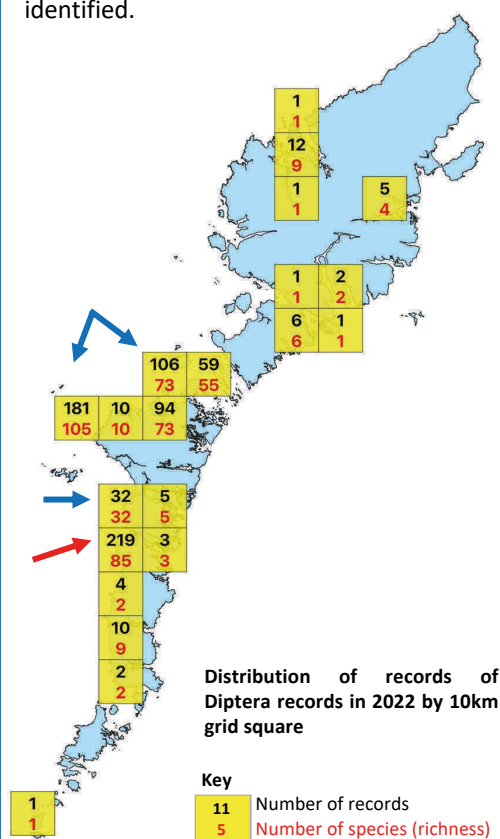 identified.
1
1
12
9
1
1
5
4
1 2
1 2
6 1
6 1
106 59
73 55
181 10 94
105 10 73
32 5
32 5
219 3
85 3
4
2
10
9
2
2
Distribution of records of
Diptera records in 2022 by 10km
grid square
Key
1
1
11 Number of records
5 Number of species (richness)